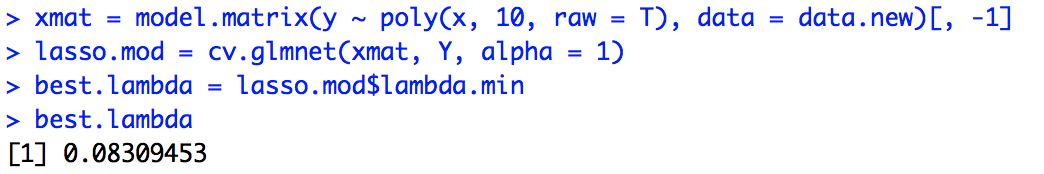 > xmat = model.matrix(y ~ poly(x, 10, raw = T), data = data.new)[, -1]
> lasso.mod = cv.glmnet(xmat, Y, alpha = 1)
> best.lambda = lasso.mod$lambda.min
> best.lambda
[1] 0.08309453